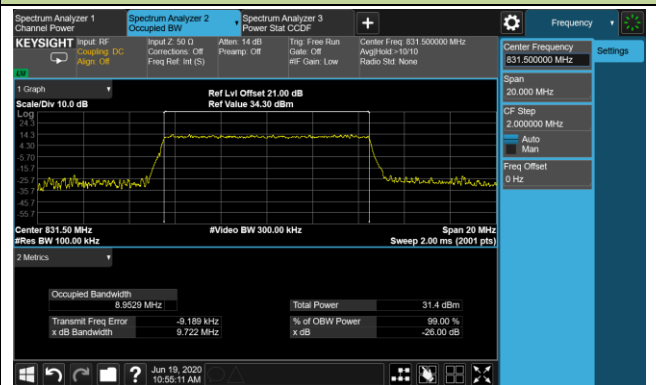 Spectrum Analyzer 1
Channel Power
Spectrum Analyzer 2
Occupied BW
Spectrum Analyzer 3
Power Stat CCDF
Frequency
KEYSIGHT
Input: RF
Coupling: DC
Align: Off
Input Z: 50 Ω
Corrections: Off
Freq Ref: Int (S)
Atten: 14 dB
Preamp: Off
Trig: Free Run
Gate: Off
#IF Gain: Low
Center Freq: 831.500000 MHz
Avg|Hold:>10/10
Radio Std: None
Center Frequency
831.500000 MHz
Settings
Span
20.000 MHz
CF Step
2.000000 MHz
Auto
Man
Freq Offset
0 Hz
1 Graph
Scale/Div 10.0 dB
Ref Lvl Offset 21.00 dB
Ref Value 34.30 dBm
Log
24.3
14.3
4.30
-5.70
-15.7
-25.7
-35.7
-45.7
-55.7
Center 831.50 MHz
#Res BW 100.00 kHz
#Video BW 300.00 kHz
Span 20 MHz
Sweep 2.00 ms (2001 pts)
2 Metrics
Occupied Bandwidth
8.9529 MHz
Total Power 31.4 dBm
Transmit Freq Error -9.189 kHz
% of OBW Power 99.00 %
x dB Bandwidth 9.722 MHz
x dB -26.00 dB
Jun 19, 2020
10:55:11 AM